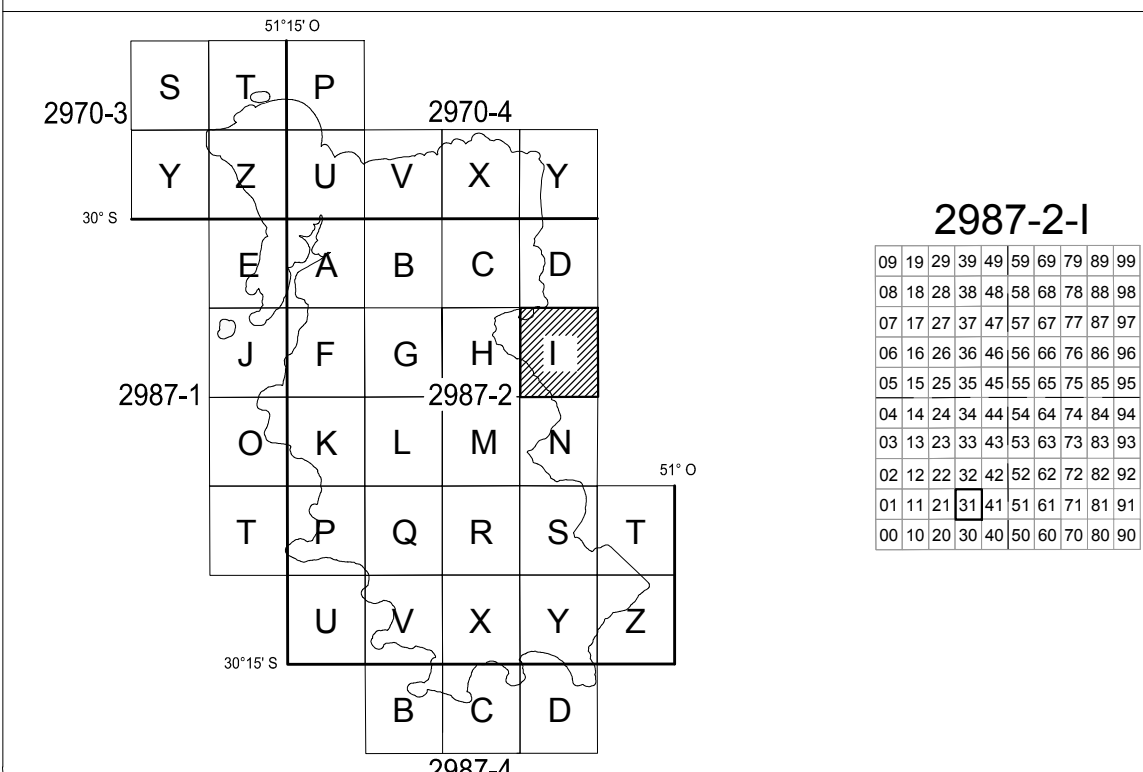 51°15' O
S T P
2970-3 2970-4
Y Z U V X Y
30° S
E A B C D
J F G H I
2987-1 2987-2
O K L M N
51° O
T P Q R S T
U V X Y Z
30°15' S
B C D
2987-4
2987-2-I
09 19 29 39 49 59 69 79 89 99
08 18 28 38 48 58 68 78 88 98
07 17 27 37 47 57 67 77 87 97
06 16 26 36 46 56 66 76 86 96
05 15 25 35 45 55 65 75 85 95
04 14 24 34 44 54 64 74 84 94
03 13 23 33 43 53 63 73 83 93
02 12 22 32 42 52 62 72 82 92
01 11 21 31 41 51 61 71 81 91
00 10 20 30 40 50 60 70 80 90